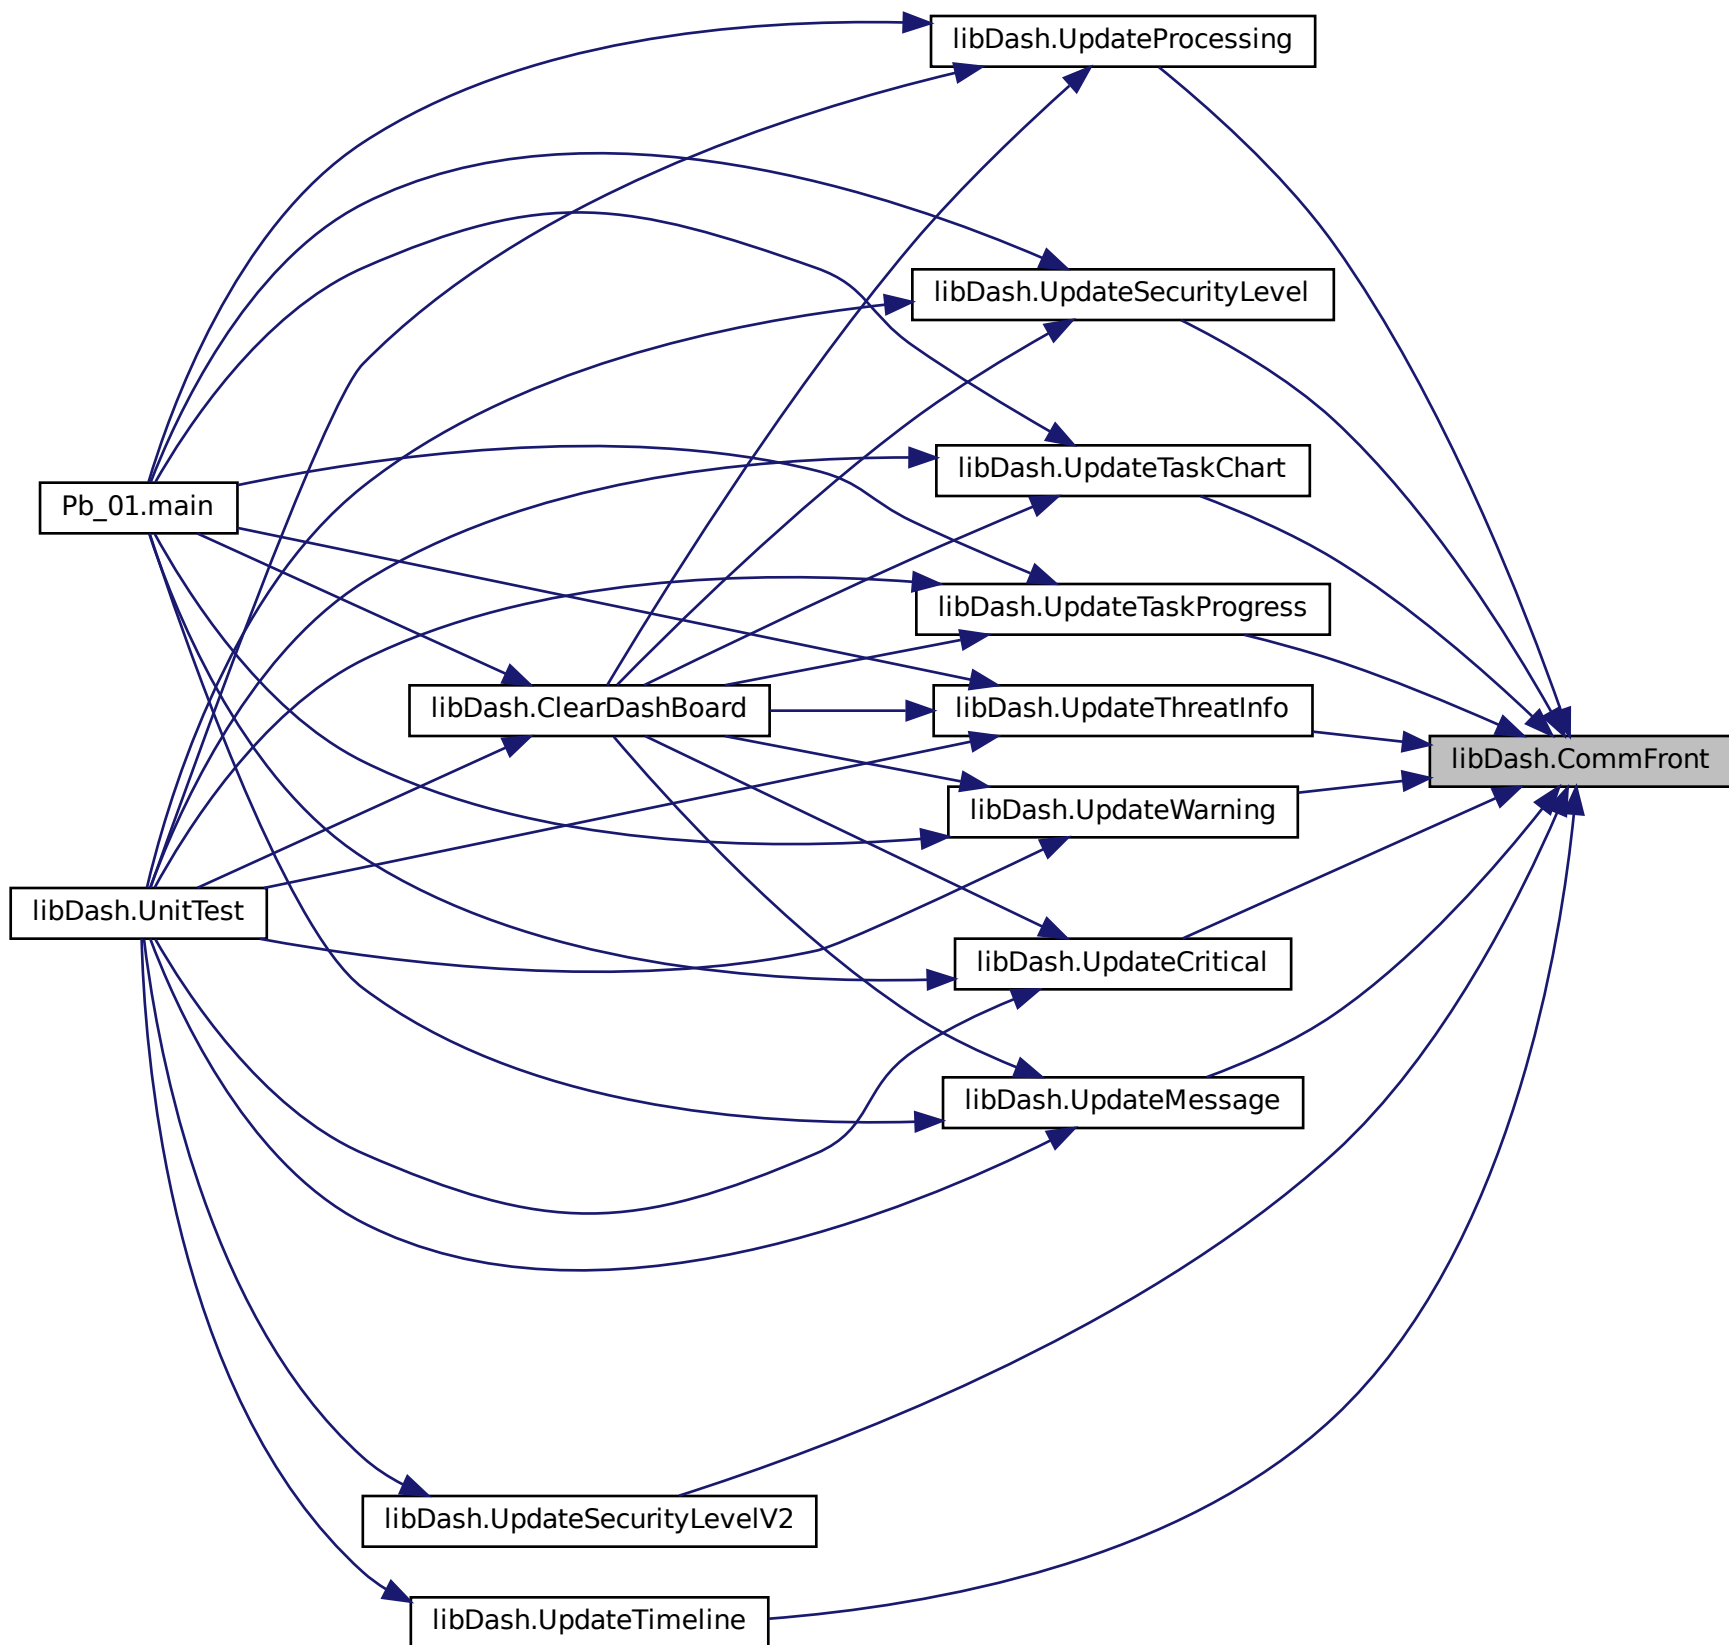 libDash.UpdateProcessing
libDash.UpdateSecurityLevel
libDash.UpdateTaskChart
Pb_01.main
libDash.UpdateTaskProgress
libDash.ClearDashBoard
libDash.UpdateThreatInfo
libDash.CommFront
libDash.UpdateWarning
libDash.UnitTest
libDash.UpdateCritical
libDash.UpdateMessage
libDash.UpdateSecurityLevelV2
libDash.UpdateTimeline